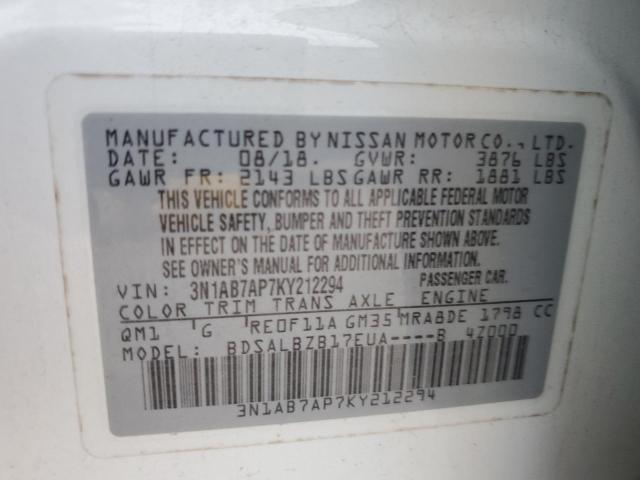 MANUFACTURED BY NISSAN MOTOR CO., LTD.
DATE: 08/18. GVWR: 3876 LBS
GAWR FR: 2143 LBS GAWR RR: 1881 LBS
THIS VEHICLE CONFORMS TO ALL APPLICABLE FEDERAL MOTOR
VEHICLE SAFETY, BUMPER AND THEFT PREVENTION STANDARDS
IN EFFECT ON THE DATE OF MANUFACTURE SHOWN ABOVE.
SEE OWNER'S MANUAL FOR ADDITIONAL INFORMATION.
VIN: 3N1AB7AP7KY212294 PASSENGER CAR.
COLOR TRIM TRANS AXLE ENGINE
QM1 G RE0F11A GM35 MRA8DE 1798 CC
MODEL: BDSALBZB17EUA----B 4Z000
3N1AB7AP7KY212294